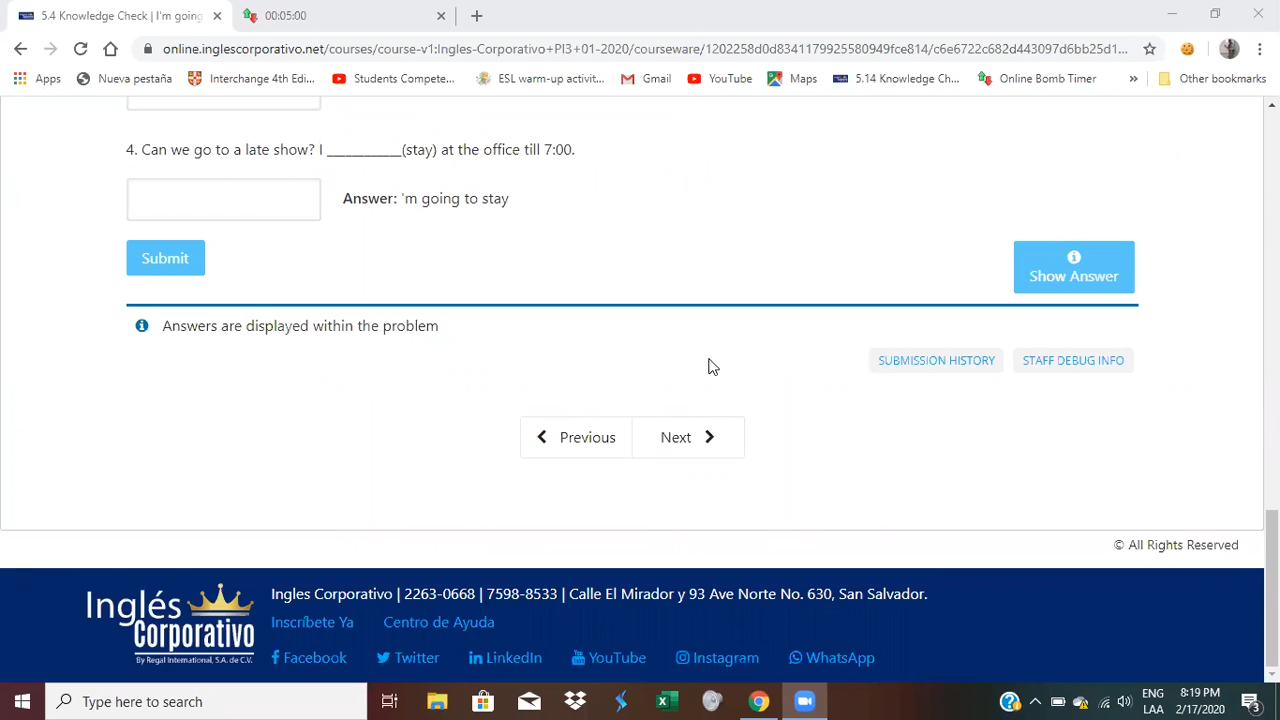 5.4 Knowledge Check | I'm going
00:05:00
online.inglescorporativo.net/courses/course-v1:Ingles-Corporativo+PI3+01-2020/courseware/1202258d0d8341179925580949fce814/c6e6722c682d443097d6bb25d1...
Apps Nueva pestaña Interchange 4th Edi... Students Compete... ESL warm-up activit... Gmail YouTube Maps 5.14 Knowledge Ch... Online Bomb Timer » Other bookmarks
4. Can we go to a late show? I ___________(stay) at the office till 7:00.
Answer: 'm going to stay
Submit
Show Answer
Answers are displayed within the problem
SUBMISSION HISTORY STAFF DEBUG INFO
Previous Next
© All Rights Reserved
Inglés Corporativo
By Regal International, S.A. de C.V.
Ingles Corporativo | 2263-0668 | 7598-8533 | Calle El Mirador y 93 Ave Norte No. 630, San Salvador.
Inscríbete Ya Centro de Ayuda
Facebook Twitter LinkedIn YouTube Instagram WhatsApp
Type here to search
ENG 8:19 PM
LAA 2/17/2020
3